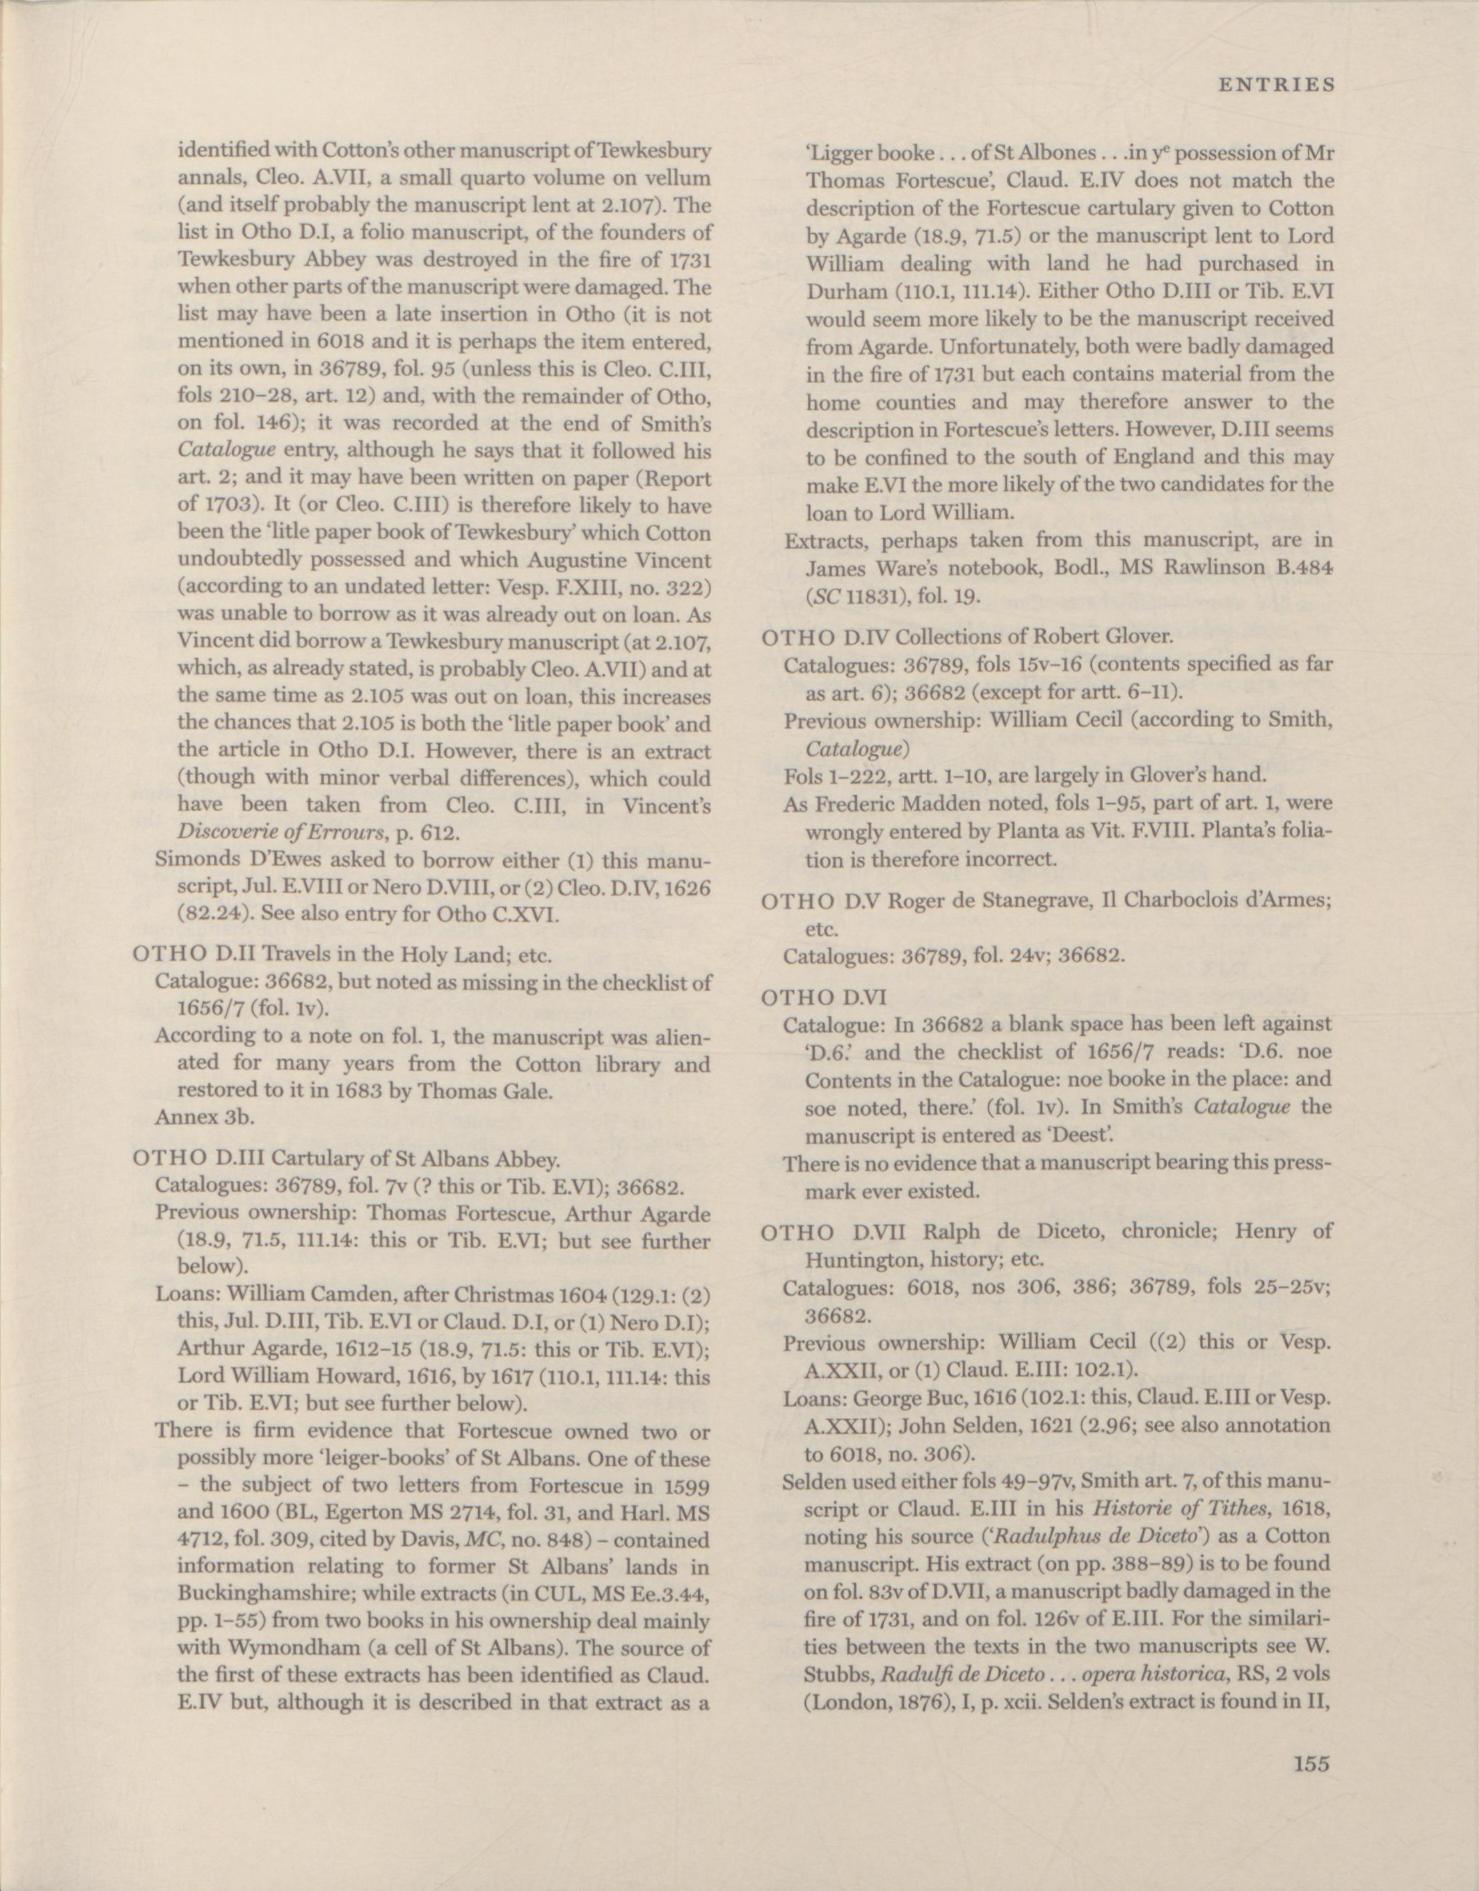 ENTRIES
identified with Cotton's other manuscript of Tewkesbury
annals, Cleo. A.VII, a small quarto volume on vellum
(and itself probably the manuscript lent at 2.107). The
list in Otho D.I, a folio manuscript, of the founders of
Tewkesbury Abbey was destroyed in the fire of 1731
when other parts of the manuscript were damaged. The
list may have been a late insertion in Otho (it is not
mentioned in 6018 and it is perhaps the item entered,
on its own, in 36789, fol. 95 (unless this is Cleo. C.III,
fols 210–28, art. 12) and, with the remainder of Otho,
on fol. 146); it was recorded at the end of Smith's
Catalogue entry, although he says that it followed his
art. 2; and it may have been written on paper (Report
of 1703). It (or Cleo. C.III) is therefore likely to have
been the 'litle paper book of Tewkesbury' which Cotton
undoubtedly possessed and which Augustine Vincent
(according to an undated letter: Vesp. F.XIII, no. 322)
was unable to borrow as it was already out on loan. As
Vincent did borrow a Tewkesbury manuscript (at 2.107,
which, as already stated, is probably Cleo. A.VII) and at
the same time as 2.105 was out on loan, this increases
the chances that 2.105 is both the 'litle paper book' and
the article in Otho D.I. However, there is an extract
(though with minor verbal differences), which could
have been taken from Cleo. C.III, in Vincent's
Discoverie of Errours, p. 612.
Simonds D'Ewes asked to borrow either (1) this manu-
script, Jul. E.VIII or Nero D.VIII, or (2) Cleo. D.IV, 1626
(82.24). See also entry for Otho C.XVI.
OTHO D.II Travels in the Holy Land; etc.
Catalogue: 36682, but noted as missing in the checklist of
1656/7 (fol. 1v).
According to a note on fol. 1, the manuscript was alien-
ated for many years from the Cotton library and
restored to it in 1683 by Thomas Gale.
Annex 3b.
OTHO D.III Cartulary of St Albans Abbey.
Catalogues: 36789, fol. 7v (? this or Tib. E.VI); 36682.
Previous ownership: Thomas Fortescue, Arthur Agarde
(18.9, 71.5, 111.14: this or Tib. E.VI; but see further
below).
Loans: William Camden, after Christmas 1604 (129.1: (2)
this, Jul. D.III, Tib. E.VI or Claud. D.I, or (1) Nero D.I);
Arthur Agarde, 1612–15 (18.9, 71.5: this or Tib. E.VI);
Lord William Howard, 1616, by 1617 (110.1, 111.14: this
or Tib. E.VI; but see further below).
There is firm evidence that Fortescue owned two or
possibly more 'leiger-books' of St Albans. One of these
– the subject of two letters from Fortescue in 1599
and 1600 (BL, Egerton MS 2714, fol. 31, and Harl. MS
4712, fol. 309, cited by Davis, MC, no. 848) – contained
information relating to former St Albans' lands in
Buckinghamshire; while extracts (in CUL, MS Ee.3.44,
pp. 1–55) from two books in his ownership deal mainly
with Wymondham (a cell of St Albans). The source of
the first of these extracts has been identified as Claud.
E.IV but, although it is described in that extract as a
'Ligger booke . . . of St Albones . . .in yᵉ possession of Mr
Thomas Fortescue', Claud. E.IV does not match the
description of the Fortescue cartulary given to Cotton
by Agarde (18.9, 71.5) or the manuscript lent to Lord
William dealing with land he had purchased in
Durham (110.1, 111.14). Either Otho D.III or Tib. E.VI
would seem more likely to be the manuscript received
from Agarde. Unfortunately, both were badly damaged
in the fire of 1731 but each contains material from the
home counties and may therefore answer to the
description in Fortescue's letters. However, D.III seems
to be confined to the south of England and this may
make E.VI the more likely of the two candidates for the
loan to Lord William.
Extracts, perhaps taken from this manuscript, are in
James Ware's notebook, Bodl., MS Rawlinson B.484
(SC 11831), fol. 19.
OTHO D.IV Collections of Robert Glover.
Catalogues: 36789, fols 15v–16 (contents specified as far
as art. 6); 36682 (except for artt. 6–11).
Previous ownership: William Cecil (according to Smith,
Catalogue)
Fols 1–222, artt. 1–10, are largely in Glover's hand.
As Frederic Madden noted, fols 1–95, part of art. 1, were
wrongly entered by Planta as Vit. F.VIII. Planta's folia-
tion is therefore incorrect.
OTHO D.V Roger de Stanegrave, Il Charboclois d'Armes;
etc.
Catalogues: 36789, fol. 24v; 36682.
OTHO D.VI
Catalogue: In 36682 a blank space has been left against
'D.6.' and the checklist of 1656/7 reads: 'D.6. noe
Contents in the Catalogue: noe booke in the place: and
soe noted, there.' (fol. 1v). In Smith's Catalogue the
manuscript is entered as 'Deest'.
There is no evidence that a manuscript bearing this press-
mark ever existed.
OTHO D.VII Ralph de Diceto, chronicle; Henry of
Huntington, history; etc.
Catalogues: 6018, nos 306, 386; 36789, fols 25–25v;
36682.
Previous ownership: William Cecil ((2) this or Vesp.
A.XXII, or (1) Claud. E.III: 102.1).
Loans: George Buc, 1616 (102.1: this, Claud. E.III or Vesp.
A.XXII); John Selden, 1621 (2.96; see also annotation
to 6018, no. 306).
Selden used either fols 49–97v, Smith art. 7, of this manu-
script or Claud. E.III in his Historie of Tithes, 1618,
noting his source ('Radulphus de Diceto') as a Cotton
manuscript. His extract (on pp. 388–89) is to be found
on fol. 83v of D.VII, a manuscript badly damaged in the
fire of 1731, and on fol. 126v of E.III. For the similari-
ties between the texts in the two manuscripts see W.
Stubbs, Radulfi de Diceto . . . opera historica, RS, 2 vols
(London, 1876), I, p. xcii. Selden's extract is found in II,
155